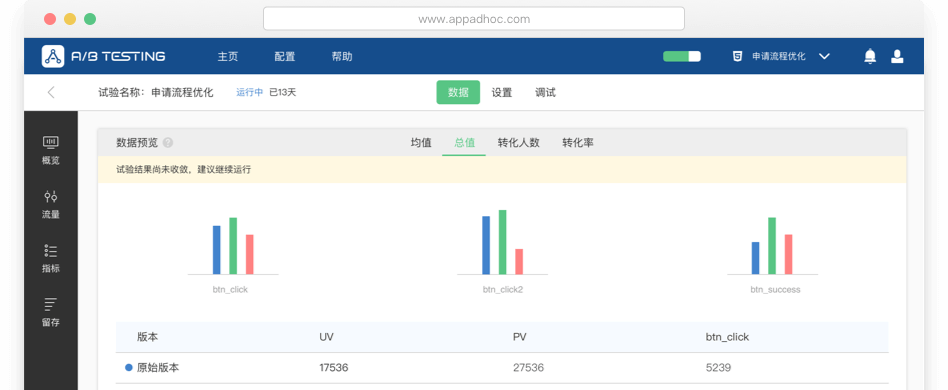 www.appadhoc.com
A/B TESTING 主页 配置 帮助 申请流程优化
试验名称：申请流程优化 运行中 已13天 数据 设置 调试
概览
流量
指标
留存
数据预览 均值 总值 转化人数 转化率
试验结果尚未收敛，建议继续运行
btn_click btn_click2 btn_success
版本 UV PV btn_click
原始版本 17536 27536 5239